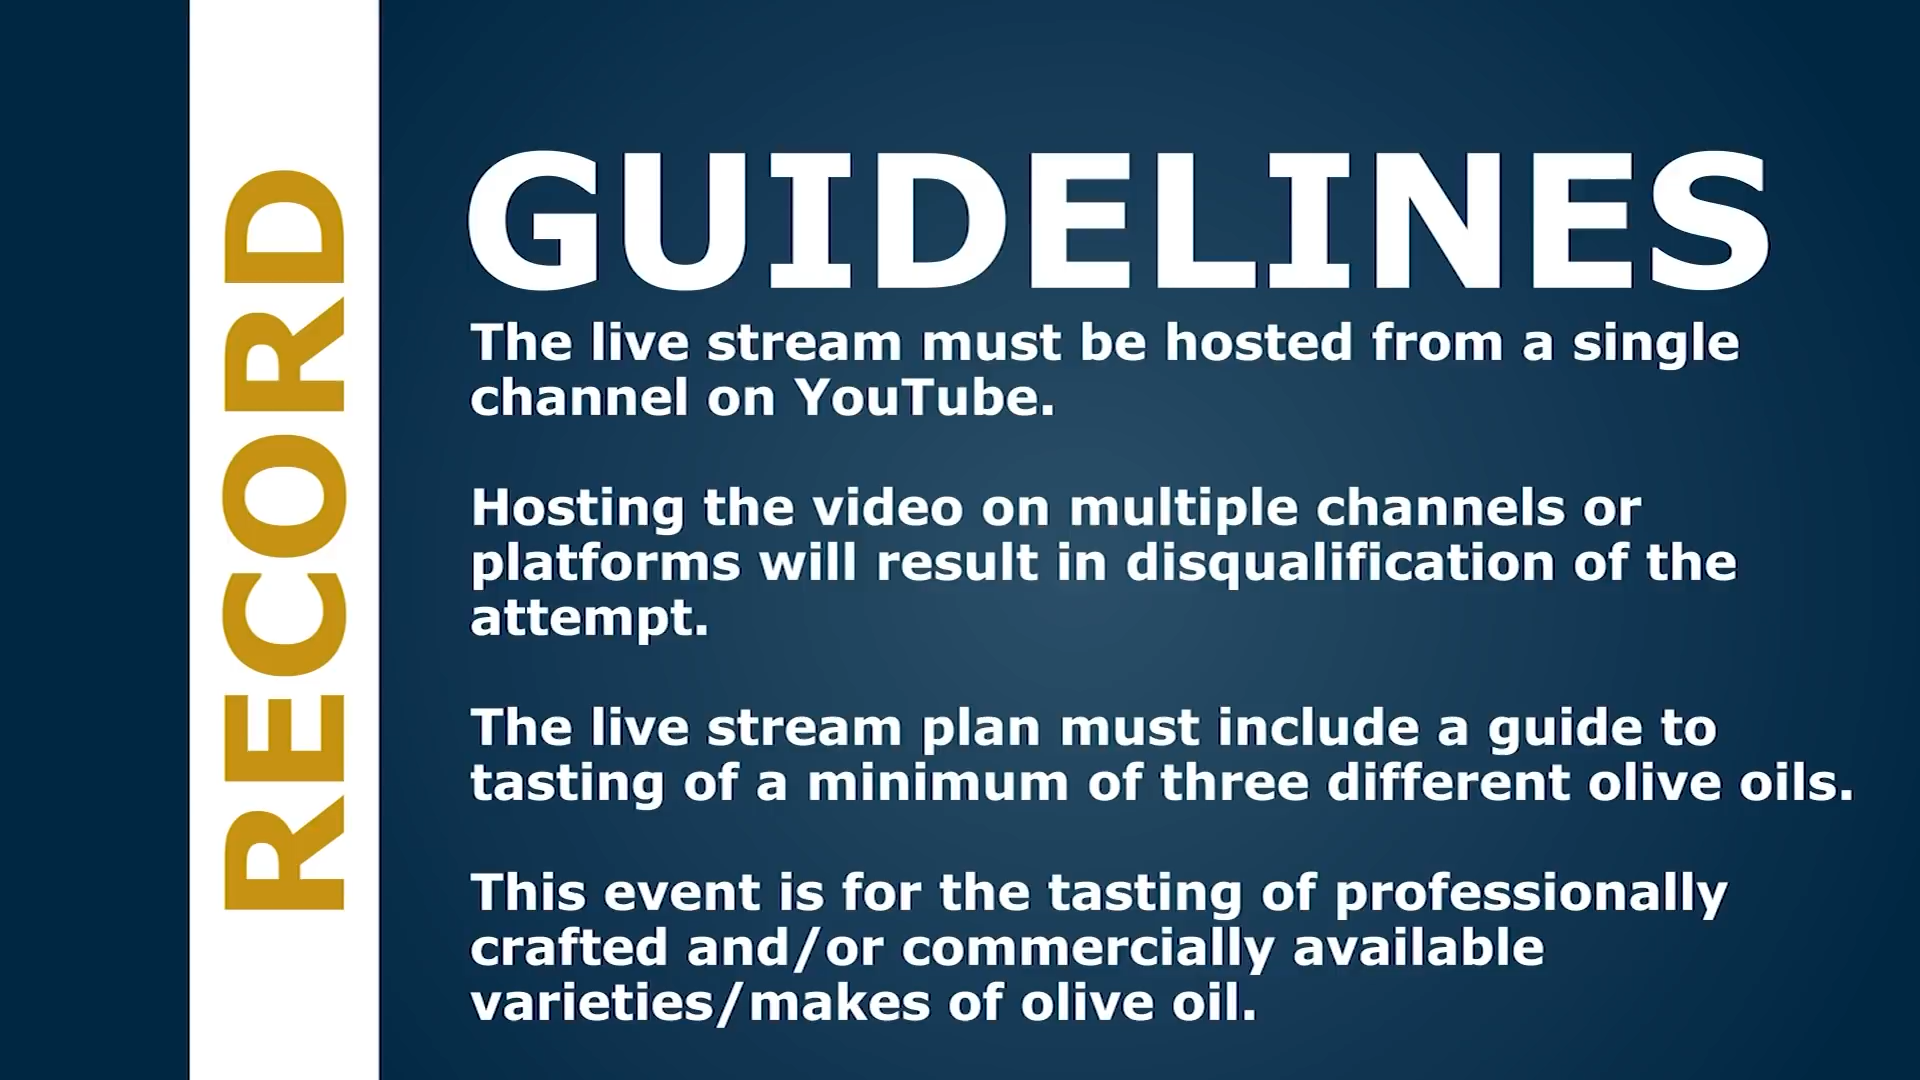 RECORD
GUIDELINES
The live stream must be hosted from a single
channel on YouTube.
Hosting the video on multiple channels or
platforms will result in disqualification of the
attempt.
The live stream plan must include a guide to
tasting of a minimum of three different olive oils.
This event is for the tasting of professionally
crafted and/or commercially available
varieties/makes of olive oil.